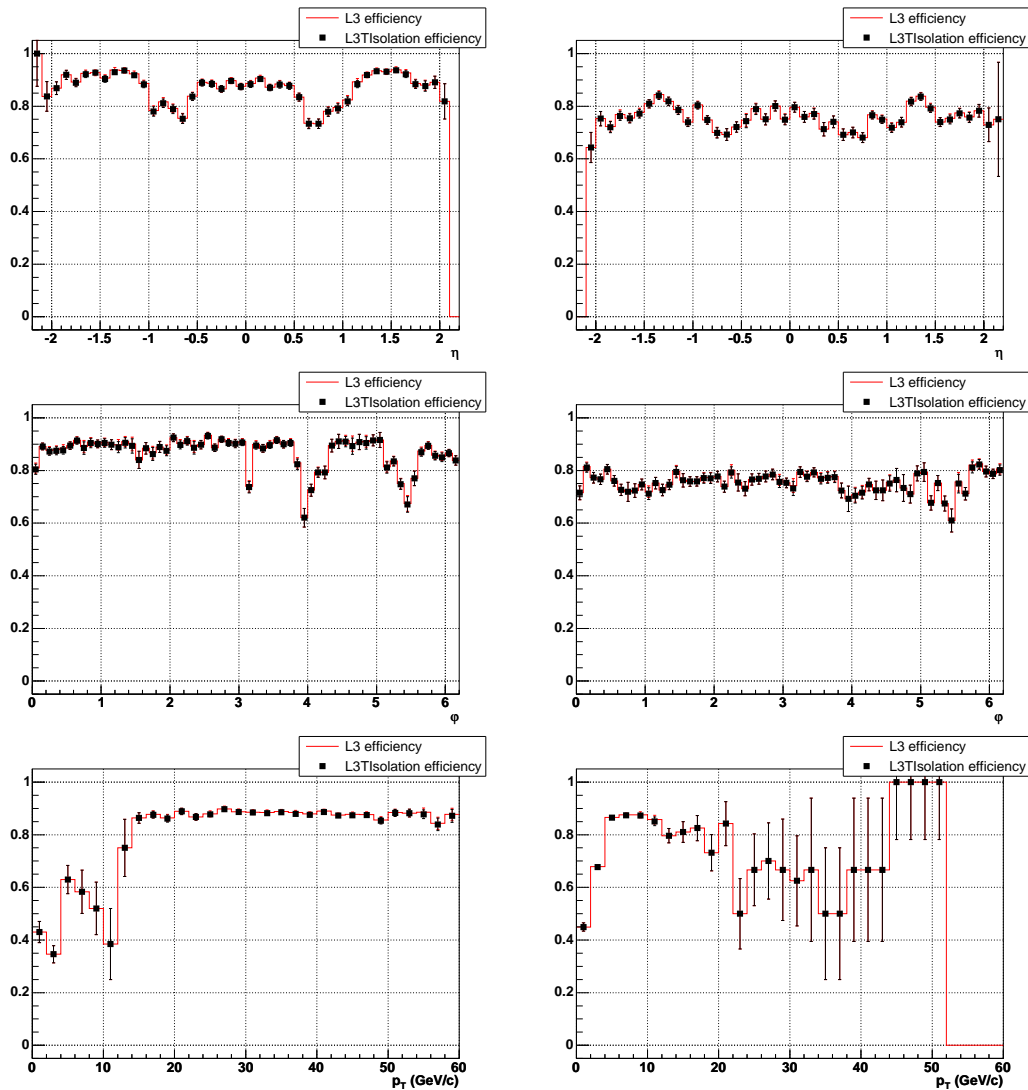 L3 efficiency
L3TIsolation efficiency
1
0.8
0.6
0.4
0.2
0
-2 -1.5 -1 -0.5 0 0.5 1 1.5 2
η
L3 efficiency
L3TIsolation efficiency
1
0.8
0.6
0.4
0.2
0
-2 -1.5 -1 -0.5 0 0.5 1 1.5 2
η
L3 efficiency
L3TIsolation efficiency
1
0.8
0.6
0.4
0.2
0
0 1 2 3 4 5 6
φ
L3 efficiency
L3TIsolation efficiency
1
0.8
0.6
0.4
0.2
0
0 1 2 3 4 5 6
φ
L3 efficiency
L3TIsolation efficiency
1
0.8
0.6
0.4
0.2
0
0 10 20 30 40 50 60
p_T (GeV/c)
L3 efficiency
L3TIsolation efficiency
1
0.8
0.6
0.4
0.2
0
0 10 20 30 40 50 60
p_T (GeV/c)